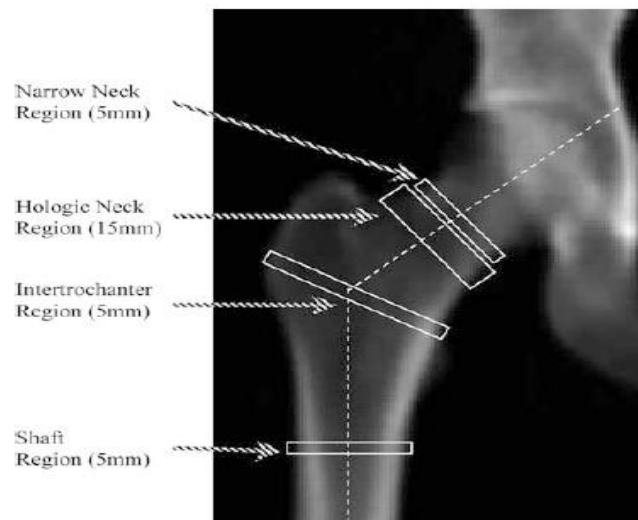 Narrow Neck
Region (5mm)
Hologic Neck
Region (15mm)
Intertrochanter
Region (5mm)
Shaft
Region (5mm)